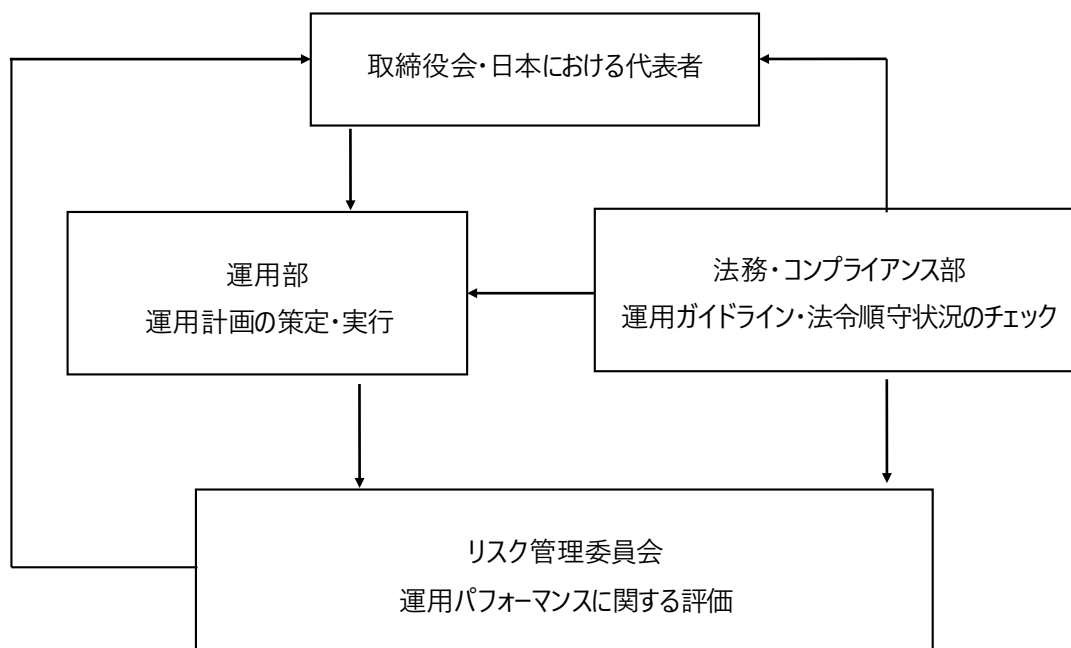 取締役会・日本における代表者
運用部
運用計画の策定・実行
法務・コンプライアンス部
運用ガイドライン・法令順守状況のチェック
リスク管理委員会
運用パフォーマンスに関する評価